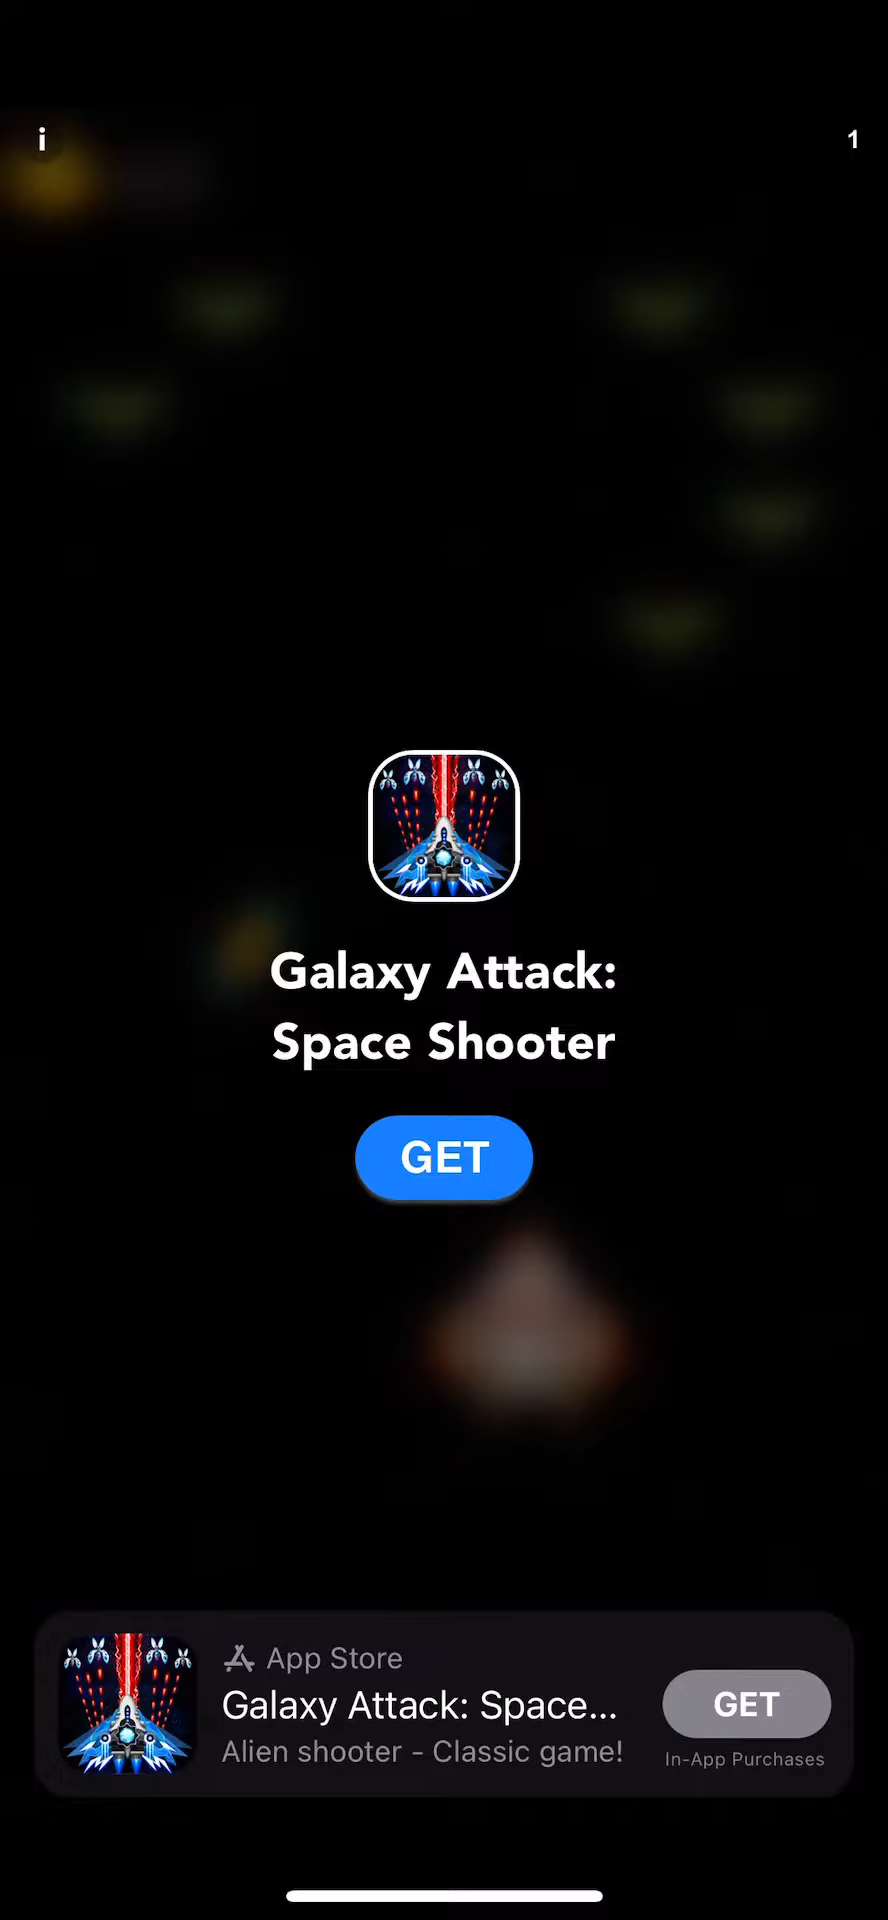 i
1
Galaxy Attack:
Space Shooter
GET
App Store
Galaxy Attack: Space...
Alien shooter - Classic game!
GET
In-App Purchases